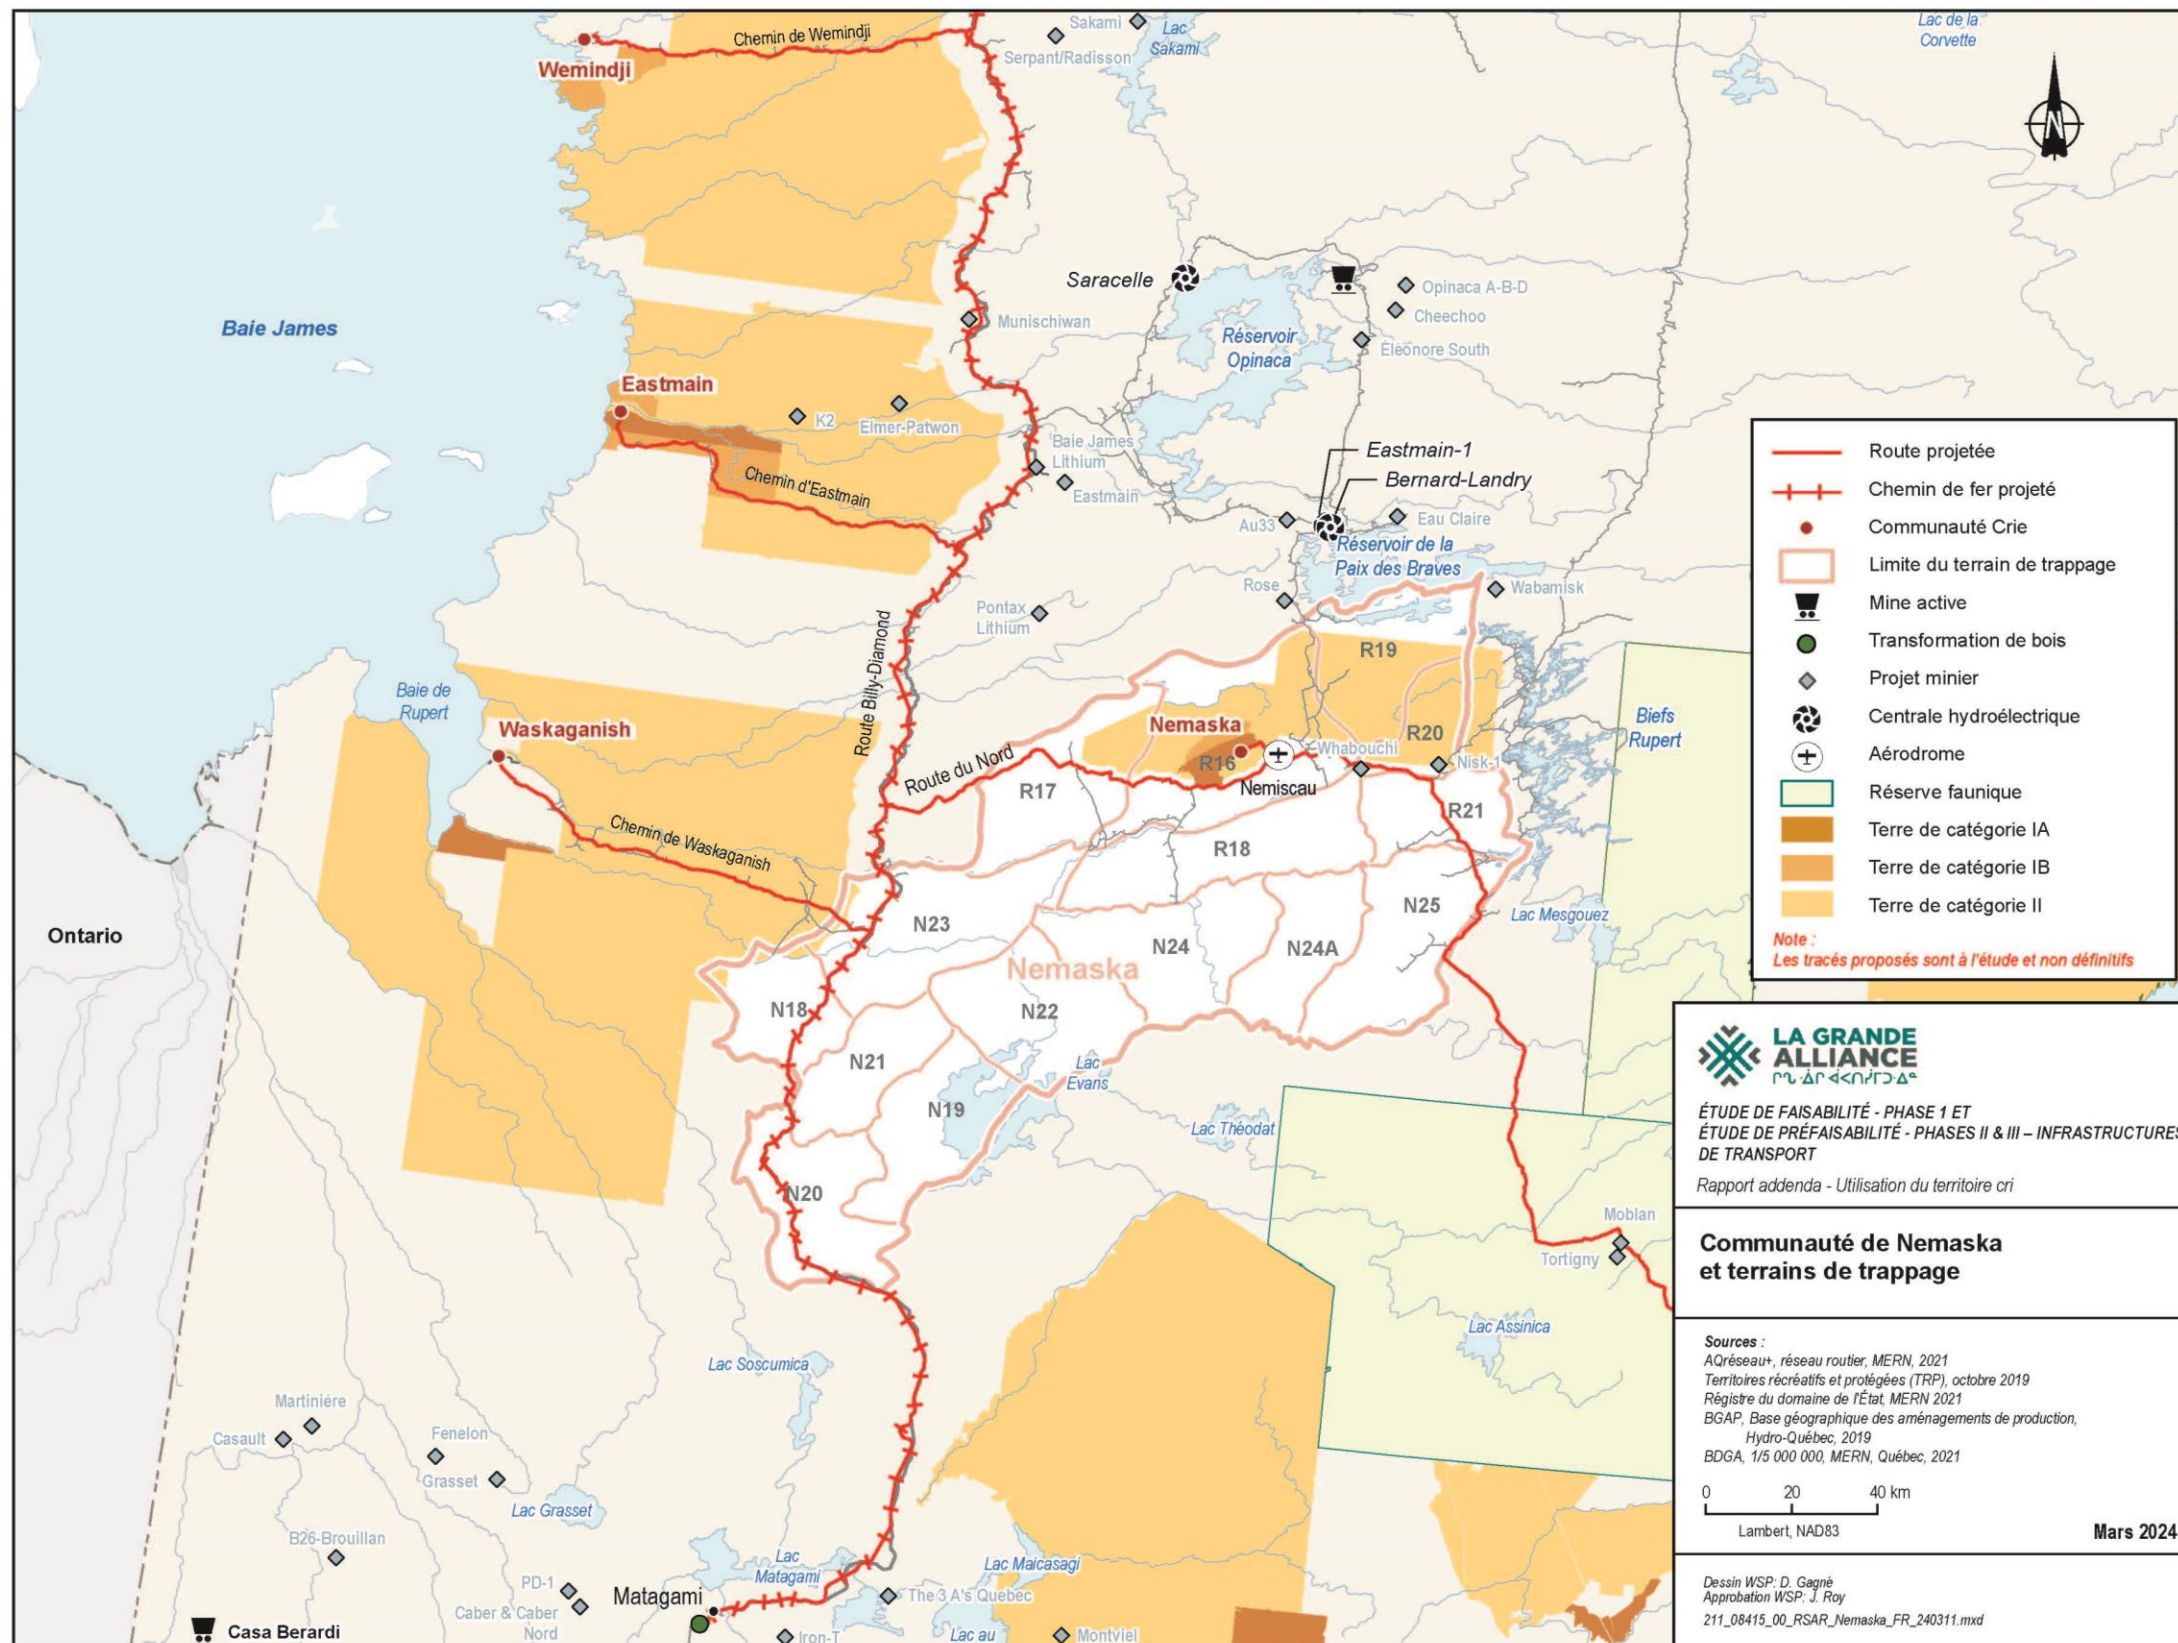 Sakami
Lac
Sakami
Serpant/Radisson
Lac de la
Corvette
Chemin de Wemindji
Wemindji
Saracelle
Opinaca A-B-D
Cheechoo
Éléonore South
Munischiwan
Réservoir
Opinaca
Baie James
Eastmain
K2
Elmer-Patwon
Baie James
Lithium
Eastmain
Chemin d'Eastmain
Eastmain-1
Bernard-Landry
Au33
Eau Claire
Réservoir de la
Paix des Braves
Rose
Wabamisk
Pontax
Lithium
Route Billy-Diamond
R19
Baie de
Rupert
Waskaganish
Nemaska
R20
Biefs
Rupert
Whabouchi
Nisk-1
R16
Route du Nord
Nemiscau
R17
R21
Chemin de Waskaganish
R18
N23
N25
Lac Mesgouez
Ontario
N24
N24A
Nemaska
N18
N22
N21
Lac
Evans
N19
Lac Théodat
N20
Moblan
Tortigny
Lac Assinica
Lac Soscumica
Martinière
Casault
Fenelon
Grasset
Lac Grasset
B26-Brouillan
Lac
Matagami
Lac Maicasagi
PD-1
Matagami
The 3 A's Quebec
Caber & Caber
Nord
Casa Berardi
Iron-T
Lac au
Montviel
N
Route projetée
Chemin de fer projeté
Communauté Crie
Limite du terrain de trappage
Mine active
Transformation de bois
Projet minier
Centrale hydroélectrique
Aérodrome
Réserve faunique
Terre de catégorie IA
Terre de catégorie IB
Terre de catégorie II
Note :
Les tracés proposés sont à l'étude et non définitifs
LA GRANDE
ALLIANCE
ÉTUDE DE FAISABILITÉ - PHASE 1 ET
ÉTUDE DE PRÉFAISABILITÉ - PHASES II & III – INFRASTRUCTURES
DE TRANSPORT
Rapport addenda - Utilisation du territoire cri
Communauté de Nemaska
et terrains de trappage
Sources :
AQréseau+, réseau routier, MERN, 2021
Territoires récréatifs et protégées (TRP), octobre 2019
Régistre du domaine de l'État, MERN 2021
BGAP, Base géographique des aménagements de production,
Hydro-Québec, 2019
BDGA, 1/5 000 000, MERN, Québec, 2021
0 20 40 km
Lambert, NAD83
Mars 2024
Dessin WSP: D. Gagné
Approbation WSP: J. Roy
211_08415_00_RSAR_Nemaska_FR_240311.mxd